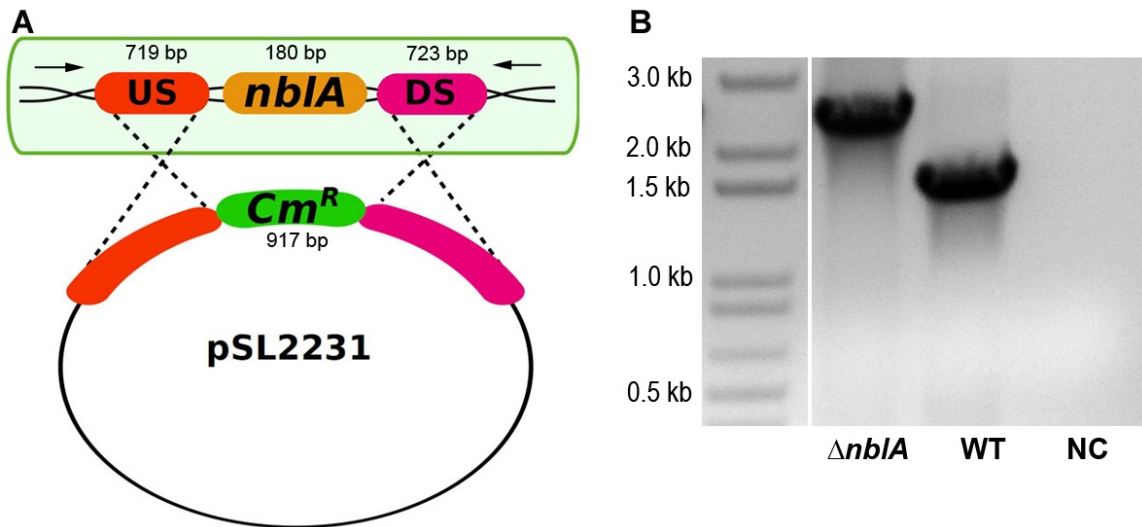 A
719 bp 180 bp 723 bp
US nblA DS
Cm^R
917 bp
pSL2231
B
3.0 kb
2.0 kb
1.5 kb
1.0 kb
0.5 kb
ΔnblA WT NC